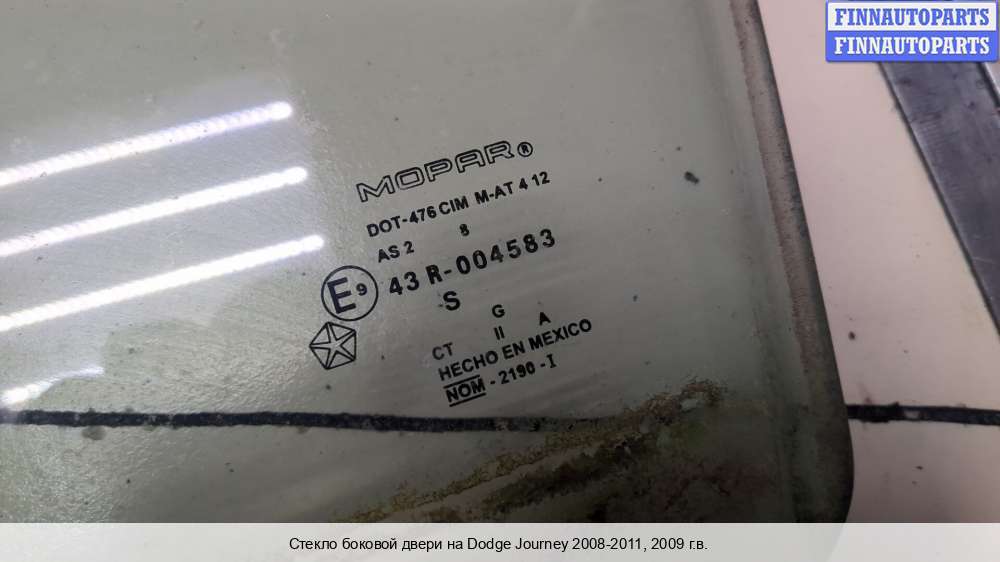 FINNAUTOPARTS
FINNAUTOPARTS
MOPAR®
DOT-476 CIM M-AT 4 12
AS 2 8
E9 43 R-004583
S
G
CT II A
HECHO EN MEXICO
NOM - 2190 - I
Стекло боковой двери на Dodge Journey 2008-2011, 2009 г.в.